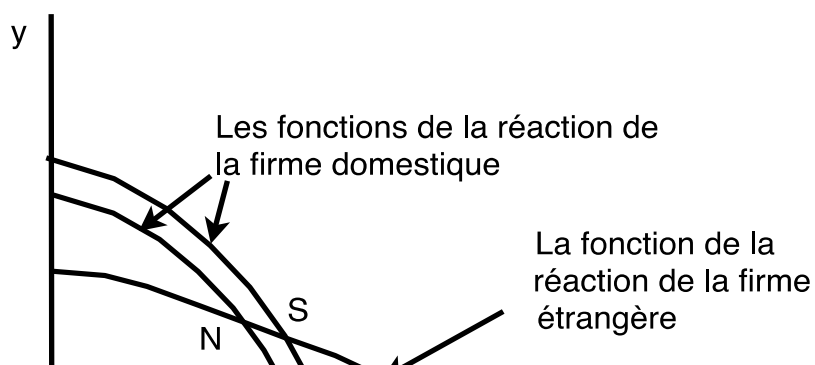 y
Les fonctions de la réaction de
la firme domestique
La fonction de la
réaction de la firme
étrangère
S
N